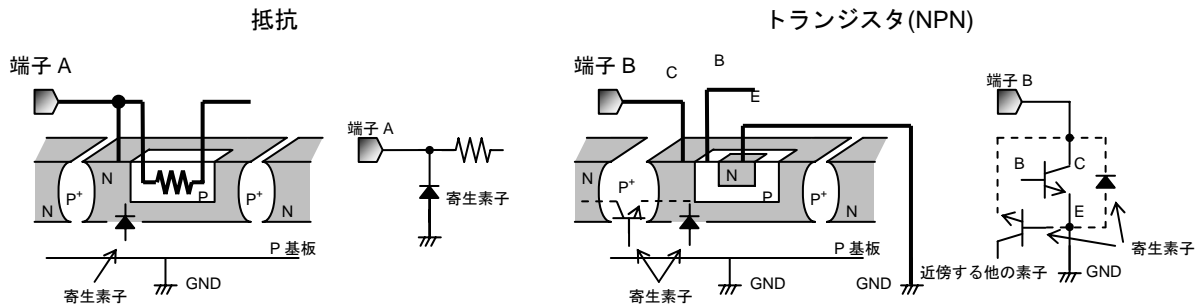 抵抗
端子 A
N
P+
N
P
P+
N
P 基板
寄生素子
GND
端子 A
寄生素子
トランジスタ(NPN)
端子 B
C
B
E
N
P+
N
P
P+
N
P 基板
寄生素子
GND
GND
端子 B
B
C
E
寄生素子
近傍する他の素子
GND